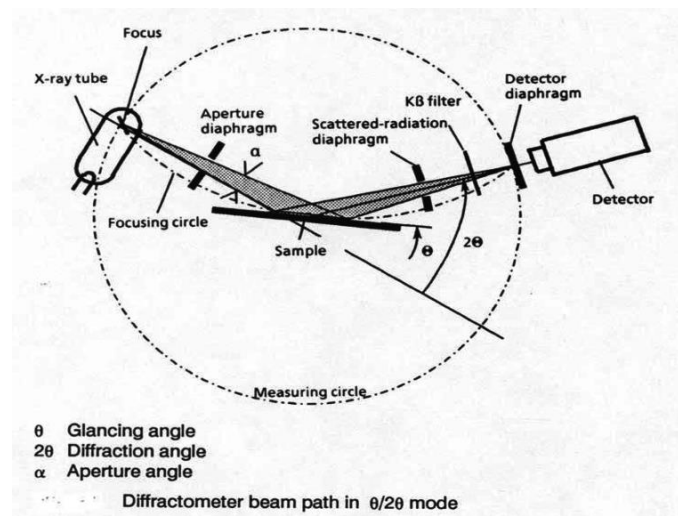 Focus
X-ray tube
Aperture
diaphragm
α
Scattered-radiation
diaphragm
Kβ filter
Detector
diaphragm
Detector
Focusing circle
Sample
Θ
2Θ
Measuring circle
θ Glancing angle
2θ Diffraction angle
α Aperture angle
Diffractometer beam path in θ/2θ mode